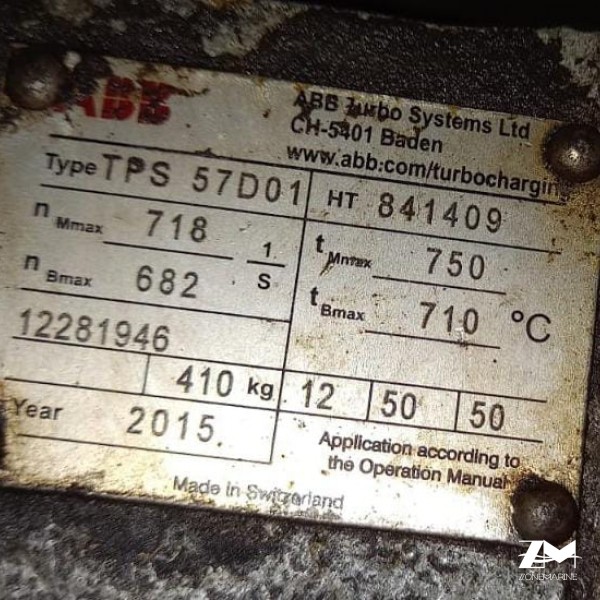 ABB
ABB Turbo Systems Ltd
CH-5401 Baden
www.abb.com/turbocharging
Type TPS 57D01 HT 841409
n Mmax 718 1/s t Mmax 750
n Bmax 682 t Bmax 710 °C
12281946
410 kg 12 50 50
Year 2015.
Application according to
the Operation Manual
Made in Switzerland
ZM
ZONEMARINE